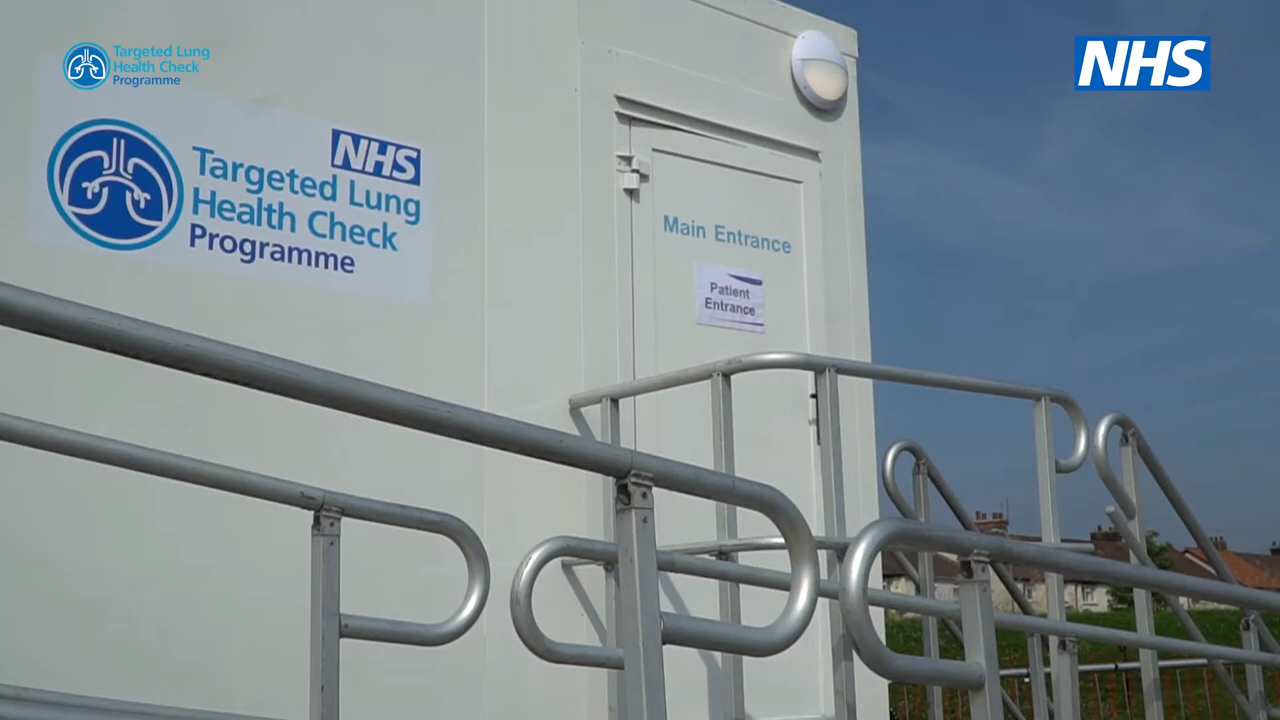 Targeted Lung
Health Check
Programme
NHS
NHS
Targeted Lung
Health Check
Programme
Main Entrance
Patient
Entrance